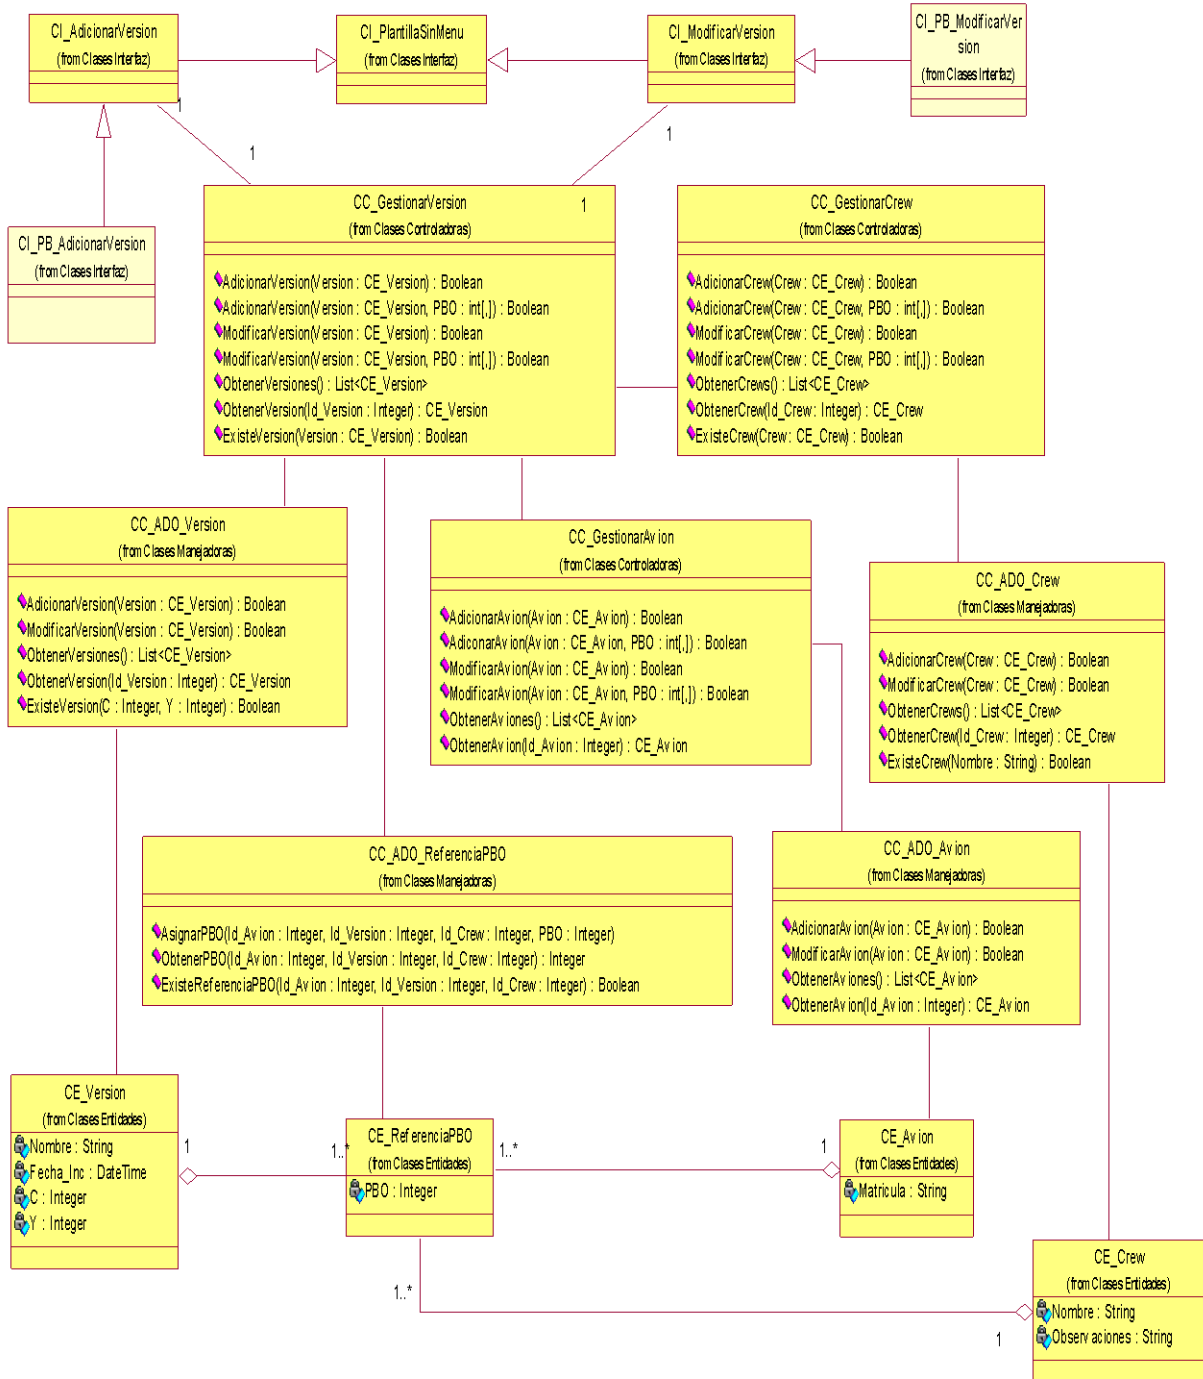 CI_AdicionarVersion
(from Clases Interfaz)
CI_PlantillaSinMenu
(from Clases Interfaz)
CI_ModificarVersion
(from Clases Interfaz)
CI_PB_ModificarVer
sion
(from Clases Interfaz)
1
1
1
1
CI_PB_AdicionarVersion
(from Clases Interfaz)
CC_GestionarVersion
(from Clases Controladoras)
AdicionarVersion(Version : CE_Version) : Boolean
AdicionarVersion(Version : CE_Version, PBO : int[,]) : Boolean
ModificarVersion(Version : CE_Version) : Boolean
ModificarVersion(Version : CE_Version, PBO : int[,]) : Boolean
ObtenerVersiones() : List<CE_Version>
ObtenerVersion(Id_Version : Integer) : CE_Version
ExisteVersion(Version : CE_Version) : Boolean
CC_GestionarCrew
(from Clases Controladoras)
AdicionarCrew(Crew : CE_Crew) : Boolean
AdicionarCrew(Crew : CE_Crew, PBO : int[,]) : Boolean
ModificarCrew(Crew : CE_Crew) : Boolean
ModificarCrew(Crew : CE_Crew, PBO : int[,]) : Boolean
ObtenerCrews() : List<CE_Crew>
ObtenerCrew(Id_Crew : Integer) : CE_Crew
ExisteCrew(Crew : CE_Crew) : Boolean
CC_ADO_Version
(from Clases Manejadoras)
AdicionarVersion(Version : CE_Version) : Boolean
ModificarVersion(Version : CE_Version) : Boolean
ObtenerVersiones() : List<CE_Version>
ObtenerVersion(Id_Version : Integer) : CE_Version
ExisteVersion(C : Integer, Y : Integer) : Boolean
CC_GestionarAvion
(from Clases Controladoras)
AdicionarAvion(Avion : CE_Avion) : Boolean
AdiconarAvion(Avion : CE_Avion, PBO : int[,]) : Boolean
ModificarAvion(Avion : CE_Avion) : Boolean
ModificarAvion(Avion : CE_Avion, PBO : int[,]) : Boolean
ObtenerAviones() : List<CE_Avion>
ObtenerAvion(Id_Avion : Integer) : CE_Avion
CC_ADO_Crew
(from Clases Manejadoras)
AdicionarCrew(Crew : CE_Crew) : Boolean
ModificarCrew(Crew : CE_Crew) : Boolean
ObtenerCrews() : List<CE_Crew>
ObtenerCrew(Id_Crew : Integer) : CE_Crew
ExisteCrew(Nombre : String) : Boolean
CC_ADO_ReferenciaPBO
(from Clases Manejadoras)
AsignarPBO(Id_Avion : Integer, Id_Version : Integer, Id_Crew : Integer, PBO : Integer)
ObtenerPBO(Id_Avion : Integer, Id_Version : Integer, Id_Crew : Integer) : Integer
ExisteReferenciaPBO(Id_Avion : Integer, Id_Version : Integer, Id_Crew : Integer) : Boolean
CC_ADO_Avion
(from Clases Manejadoras)
AdicionarAvion(Avion : CE_Avion) : Boolean
ModificarAvion(Avion : CE_Avion) : Boolean
ObtenerAviones() : List<CE_Avion>
ObtenerAvion(Id_Avion : Integer) : CE_Avion
CE_Version
(from Clases Entidades)
Nombre : String
Fecha_Inc : DateTime
C : Integer
Y : Integer
1
1..*
CE_ReferenciaPBO
(from Clases Entidades)
PBO : Integer
1..*
1
CE_Avion
(from Clases Entidades)
Matricula : String
1..*
1
CE_Crew
(from Clases Entidades)
Nombre : String
Observaciones : String